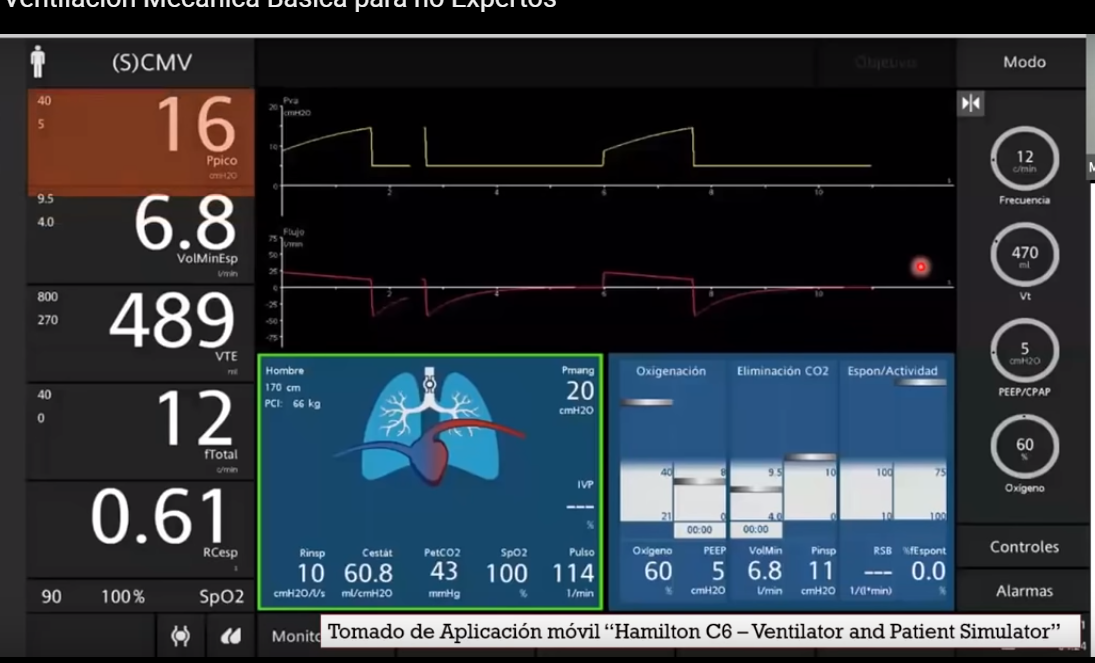 Ventilación Mecánica Básica para no Expertos
(S)CMV
Objetivo
Modo
40
5
16
Ppico
cmH2O
9.5
4.0
6.8
VolMinEsp
l/min
800
270
489
VTE
ml
40
0
12
fTotal
c/min
0.61
RCesp
s
90 100% SpO2
20
Pva
cmH2O
10
0
2 4 6 8 10 s
75
Flujo
l/min
50
25
0
-25
-50
-75
2 4 6 8 10 s
Hombre
170 cm
PCI: 66 kg
Pmang
20
cmH2O
IVP
---
%
Rinsp Cestát PetCO2 SpO2 Pulso
10 60.8 43 100 114
cmH2O/l/s ml/cmH2O mmHg % 1/min
Oxigenación Eliminación CO2 Espon/Actividad
40 8 9.5 10 100 75
21 0 4.0 0 10 100
00:00 00:00
Oxígeno PEEP VolMin Pinsp RSB %fEspont
60 5 6.8 11 --- 0.0
% cmH2O l/min cmH2O 1/(l*min) %
12
c/min
Frecuencia
470
ml
Vt
5
cmH2O
PEEP/CPAP
60
%
Oxígeno
Controles
Alarmas
Monito
Tomado de Aplicación móvil “Hamilton C6 – Ventilator and Patient Simulator”